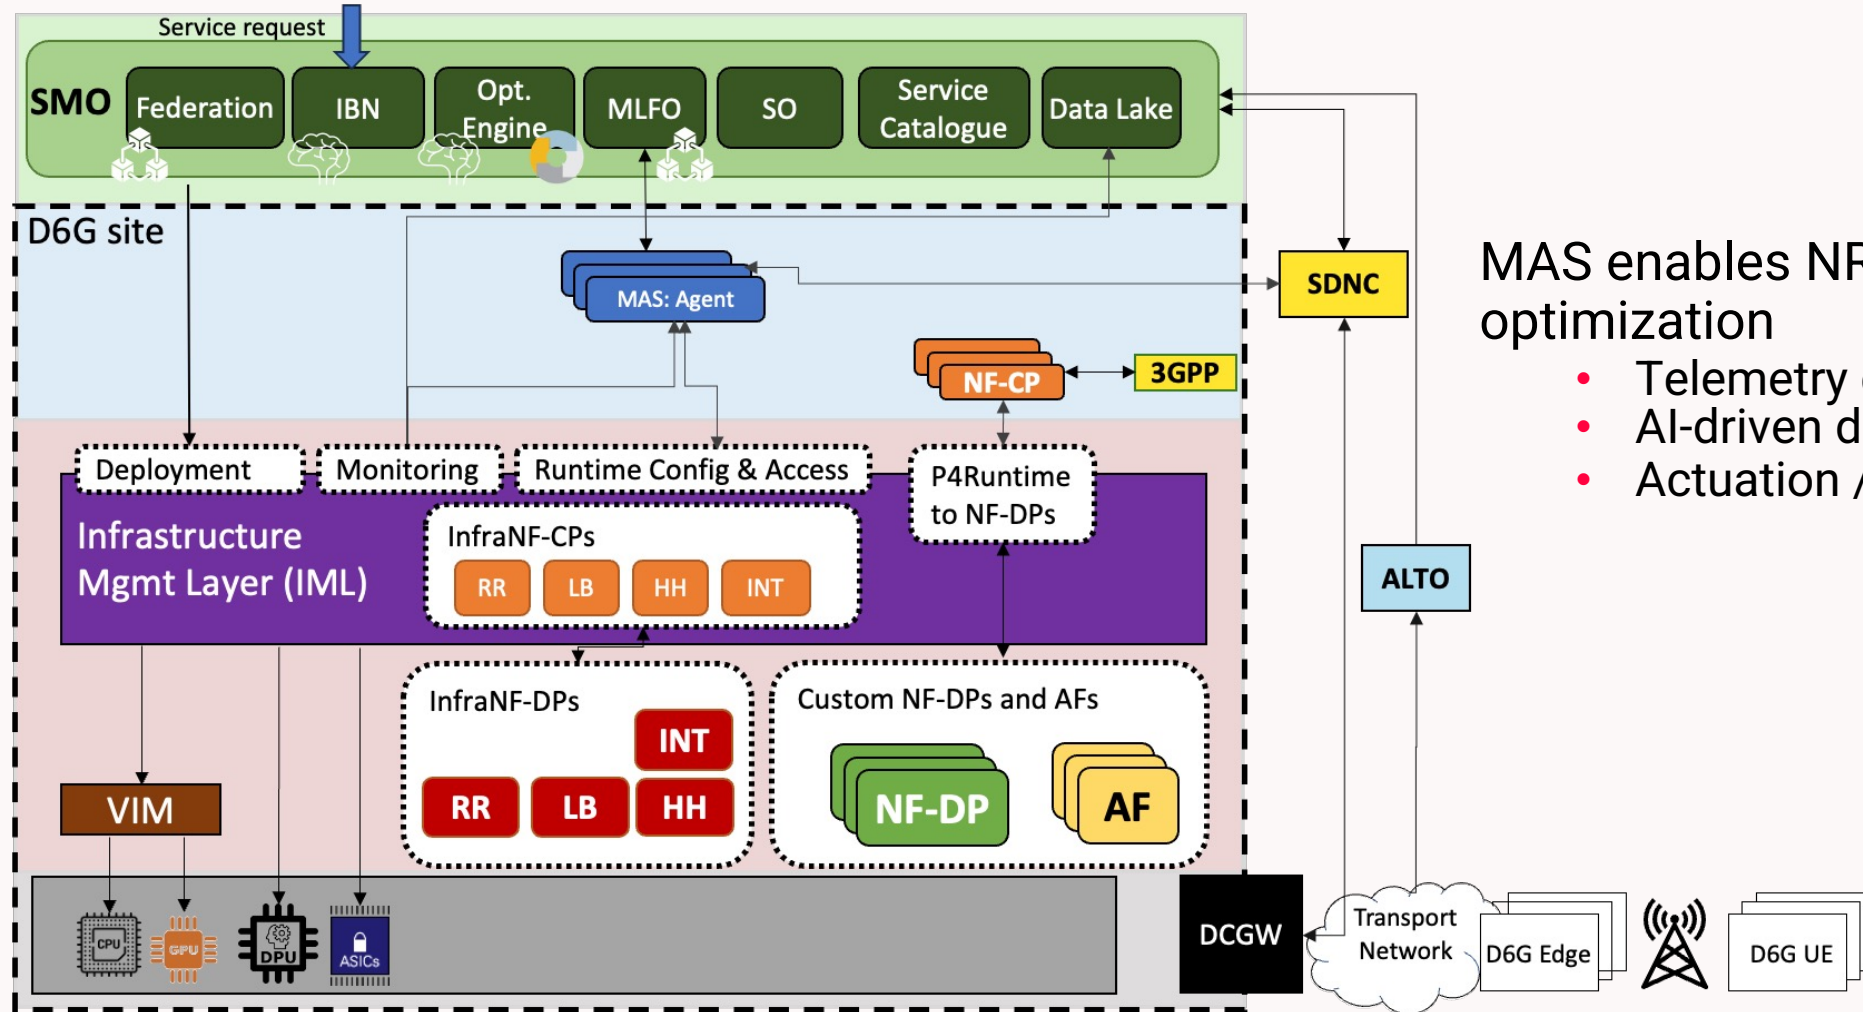 Service request
SMO
Federation
IBN
Opt.
Engine
MLFO
SO
Service
Catalogue
Data Lake
D6G site
MAS: Agent
SDNC
NF-CP
3GPP
MAS enables NR
optimization
• Telemetry
• AI-driven d
• Actuation /
Deployment
Monitoring
Runtime Config & Access
P4Runtime
to NF-DPs
Infrastructure
Mgmt Layer (IML)
InfraNF-CPs
RR
LB
HH
INT
ALTO
InfraNF-DPs
INT
RR
LB
HH
Custom NF-DPs and AFs
NF-DP
AF
VIM
CPU
GPU
DPU
ASICs
DCGW
Transport
Network
D6G Edge
D6G UE